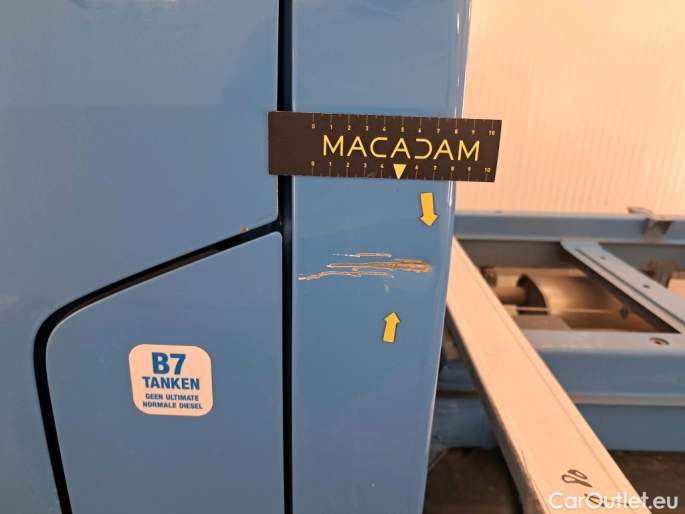 0 1 2 3 4 5 6 7 8 9 10
MACADAM
0 1 2 3 4 5 6 7 8 9 10
B7
TANKEN
GEEN ULTIMATE
NORMALE DIESEL
80
CarOutlet.eu